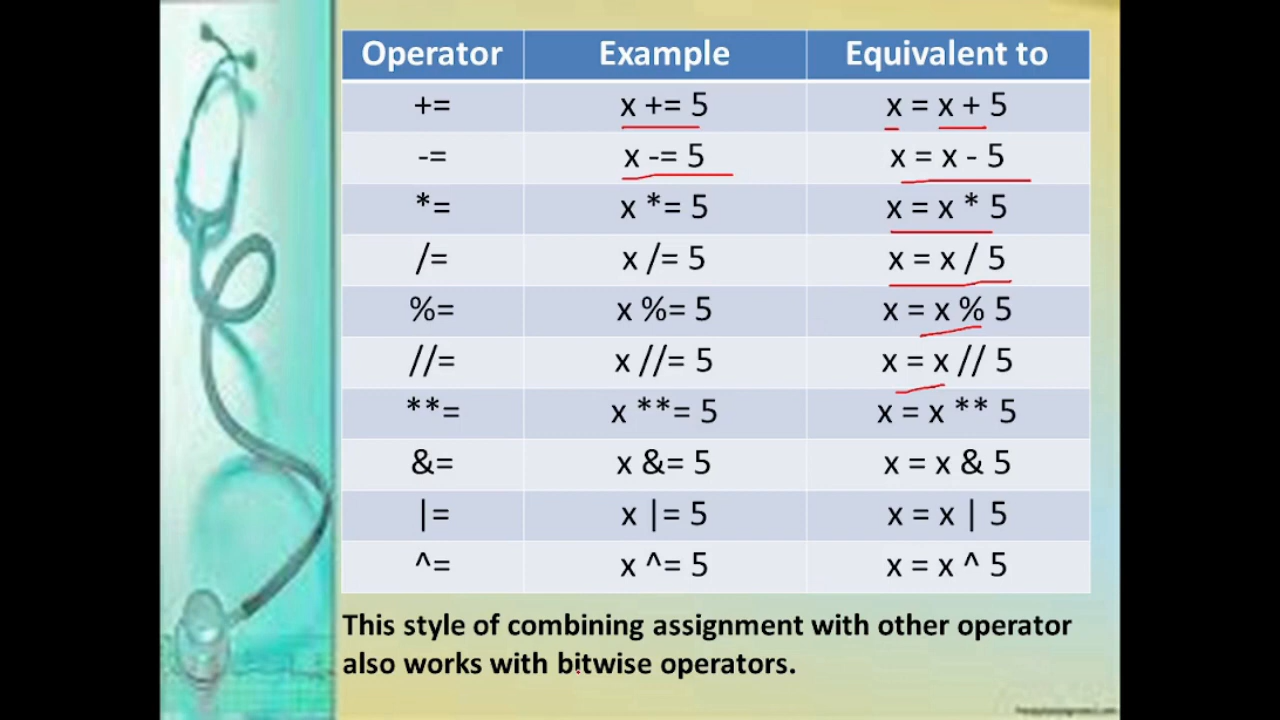 Operator Example Equivalent to
+= x += 5 x = x + 5
-= x -= 5 x = x - 5
*= x *= 5 x = x * 5
/= x /= 5 x = x / 5
%= x %= 5 x = x % 5
//= x //= 5 x = x // 5
**= x **= 5 x = x ** 5
&= x &= 5 x = x & 5
|= x |= 5 x = x | 5
^= x ^= 5 x = x ^ 5
This style of combining assignment with other operator
also works with bitwise operators.